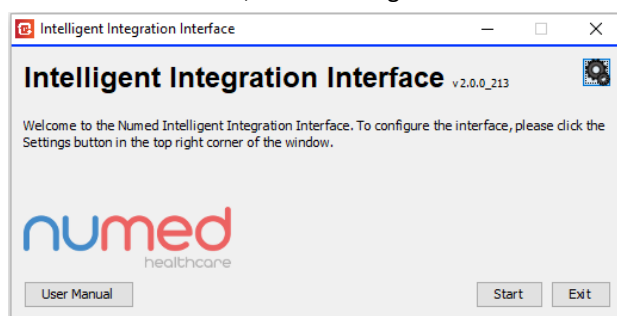 Intelligent Integration Interface
Intelligent Integration Interface v2.0.0_213
Welcome to the Numed Intelligent Integration Interface. To configure the interface, please click the
Settings button in the top right corner of the window.
numed
healthcare
User Manual Start Exit